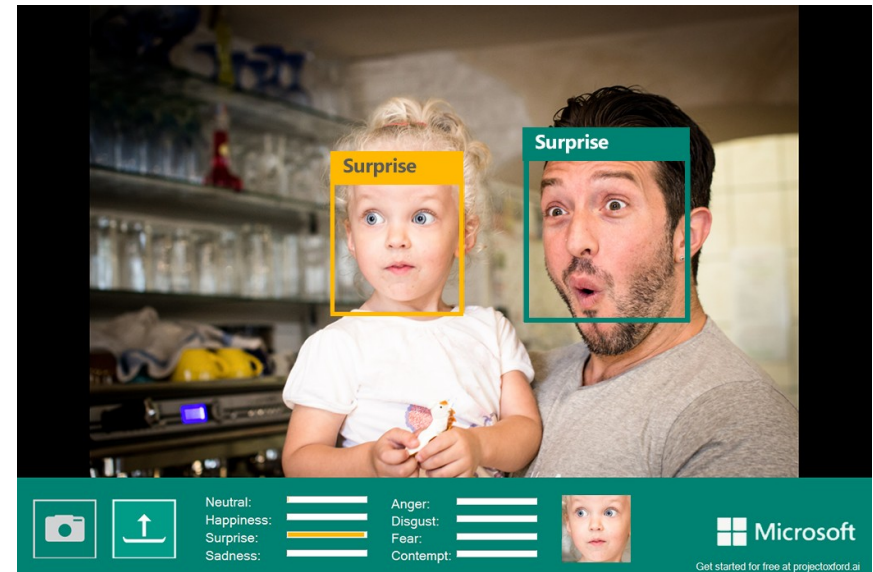 Surprise
Surprise
Neutral:
Happiness:
Surprise:
Sadness:
Anger:
Disgust:
Fear:
Contempt:
Microsoft
Get started for free at projectoxford.ai